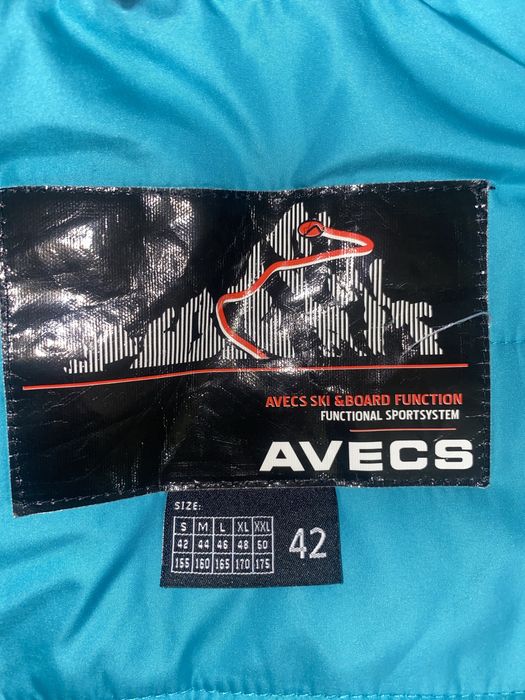 AVECS SKI &BOARD FUNCTION
FUNCTIONAL SPORTSYSTEM
AVECS
SIZE:
S M L XL XXL
42 44 46 48 50
155 160 165 170 175
42